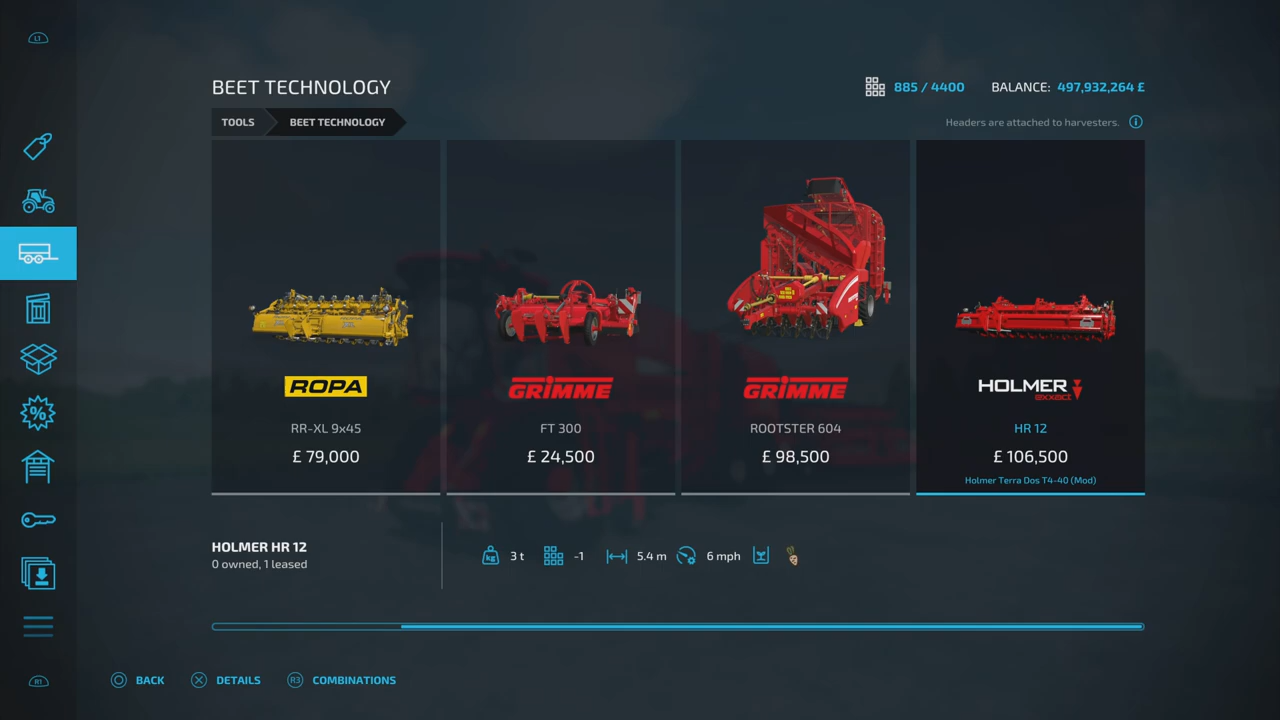 L1
BEET TECHNOLOGY
885 / 4400
BALANCE: 497,932,264 £
TOOLS
BEET TECHNOLOGY
Headers are attached to harvesters.
ROPA
RR-XL 9x45
£ 79,000
GRIMME
FT 300
£ 24,500
GRIMME
ROOTSTER 604
£ 98,500
HOLMER
exxact
HR 12
£ 106,500
Holmer Terra Dos T4-40 (Mod)
HOLMER HR 12
0 owned, 1 leased
kg 3 t
-1
5.4 m
6 mph
R1
BACK
DETAILS
R3 COMBINATIONS